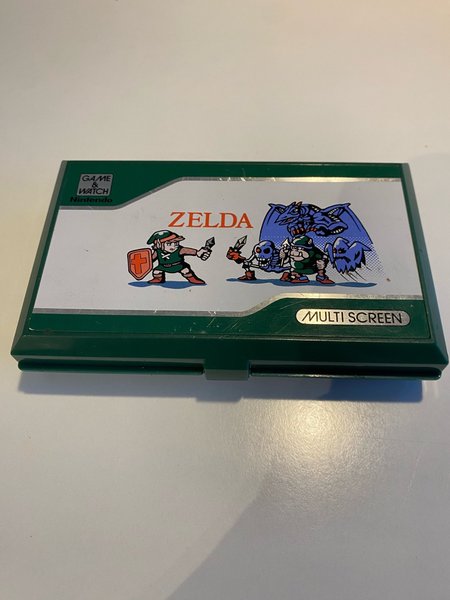 GAME
&
WATCH
Nintendo
ZELDA
MULTI SCREEN